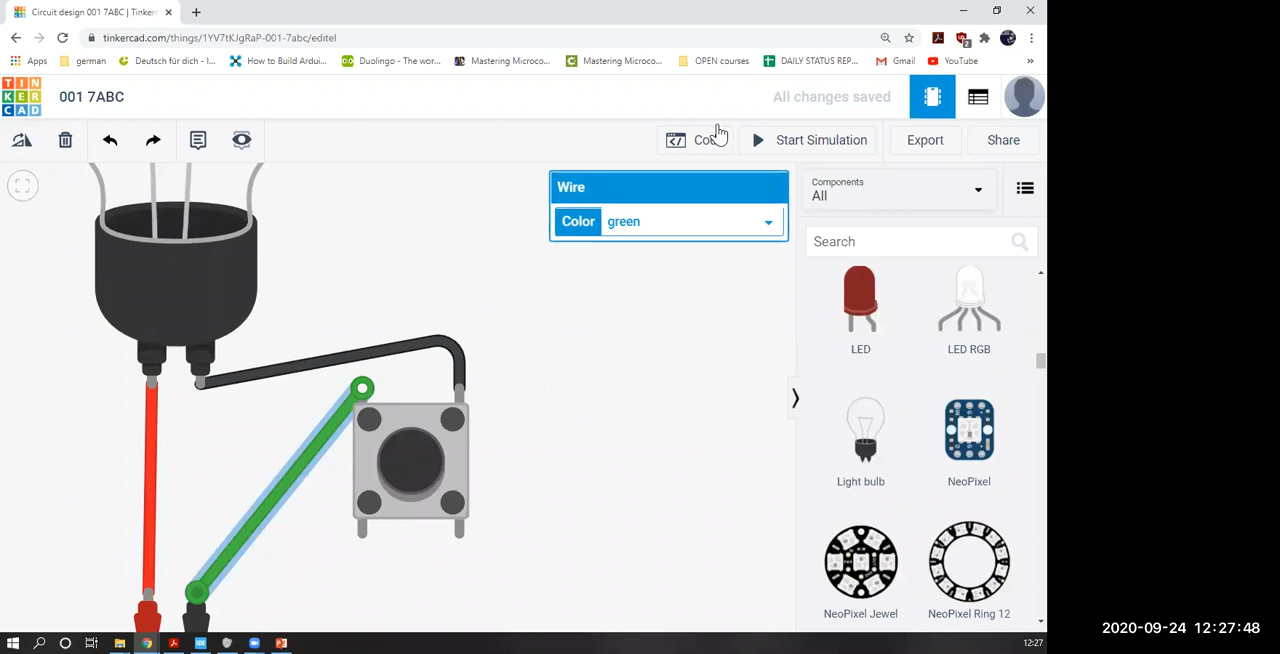 Circuit design 001 7ABC | Tinker
tinkercad.com/things/1YV7tKJgRaP-001-7abc/editel
Apps german Deutsch für dich - l... How to Build Arduï... Duolingo - The wor... Mastering Microco... Mastering Microco... OPEN courses DAILY STATUS REP... Gmail YouTube
TIN
KER
CAD
001 7ABC
All changes saved
Start Simulation
Export
Share
Wire
Color green
Components
All
Search
LED
LED RGB
Light bulb
NeoPixel
NeoPixel Jewel
NeoPixel Ring 12
12:27
2020-09-24 12:27:48